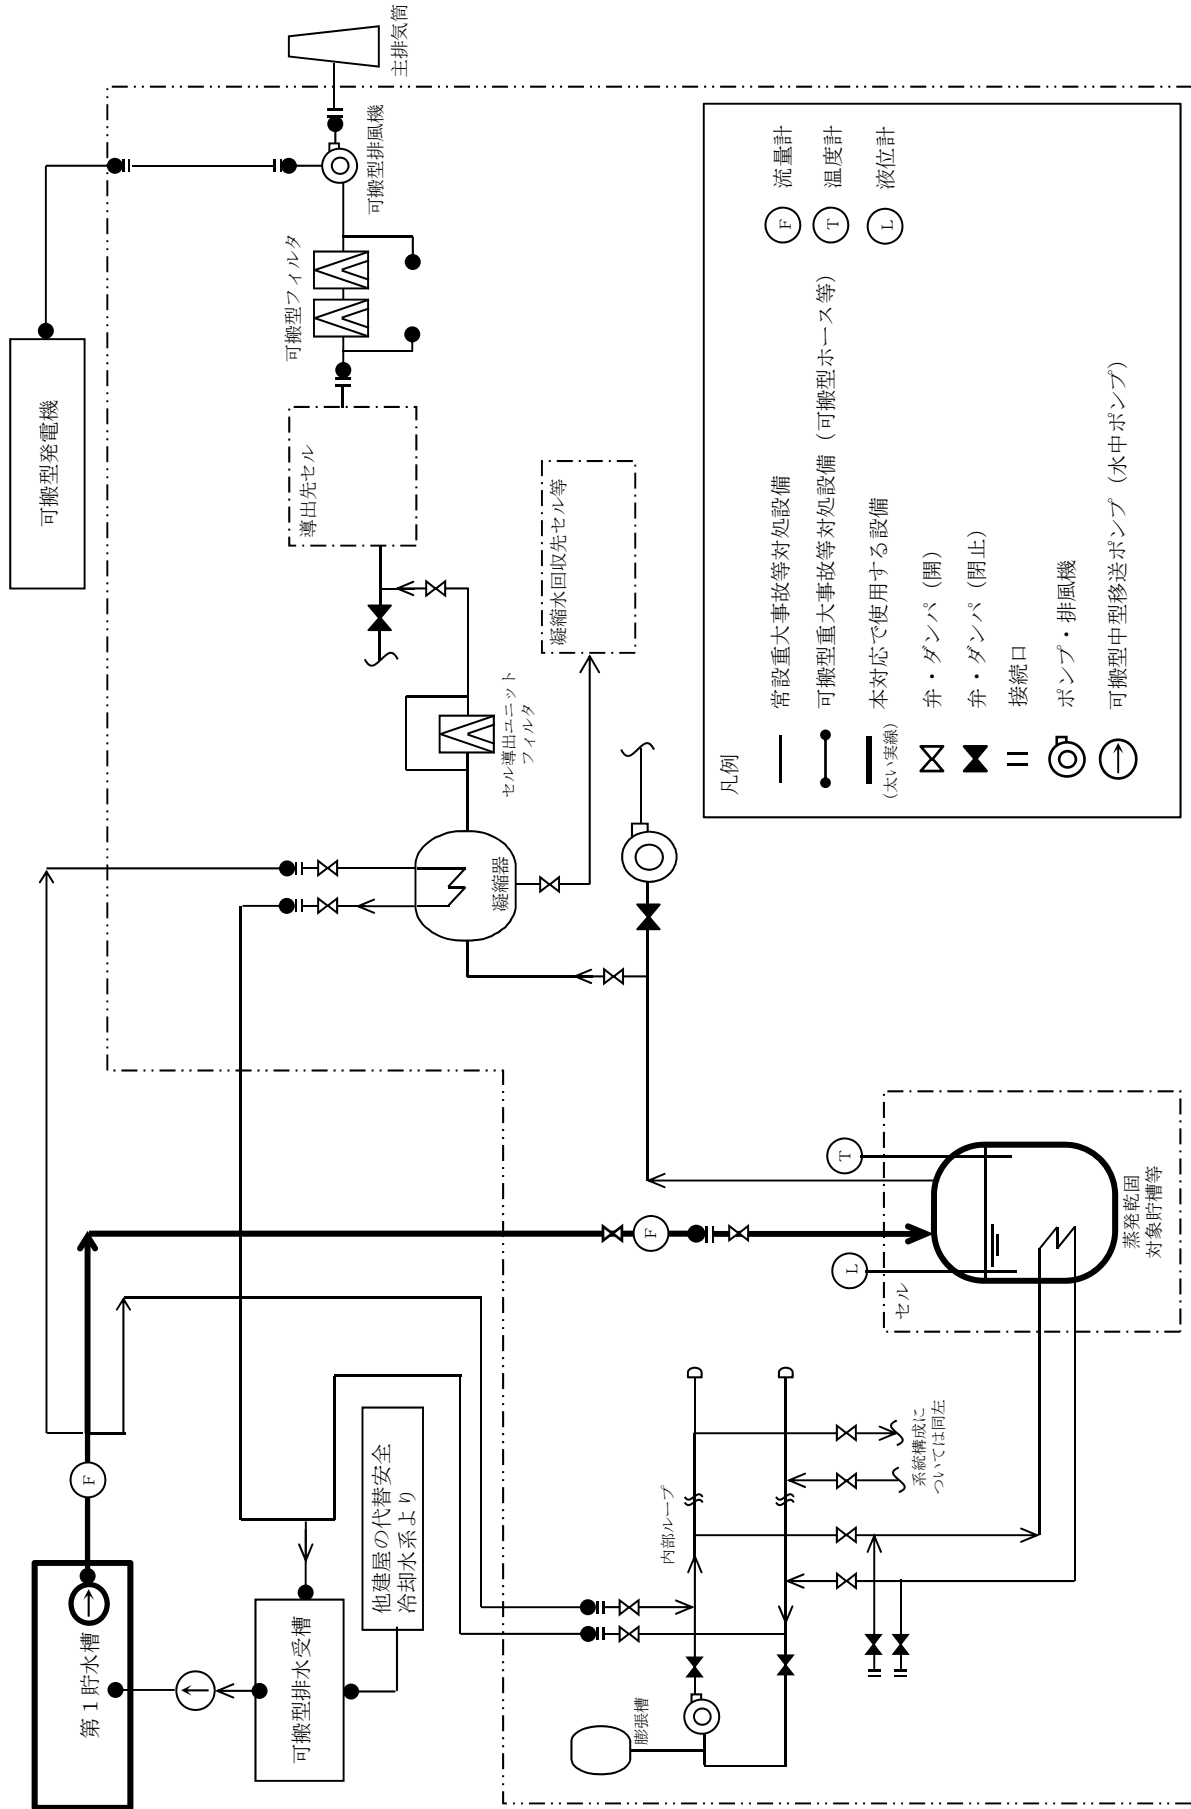 主排気筒
可搬型排風機
可搬型フィルタ
可搬型発電機
導出先セル
凝縮水回収先セル等
セル導出ユニット
フィルタ
凝縮器
T
F
L
セル
蒸発乾固
対象貯槽等
F
第1貯水槽
可搬型排水受槽
他建屋の代替安全
冷却水系より
内部ループ
系統構成に
ついては同左
膨張槽
凡例
常設重大事故等対処設備
可搬型重大事故等対処設備（可搬型ホース等）
本対応で使用する設備
（太い実線）
弁・ダンパ（開）
弁・ダンパ（閉止）
接続口
ポンプ・排風機
可搬型中型移送ポンプ（水中ポンプ）
F 流量計
T 温度計
L 液位計